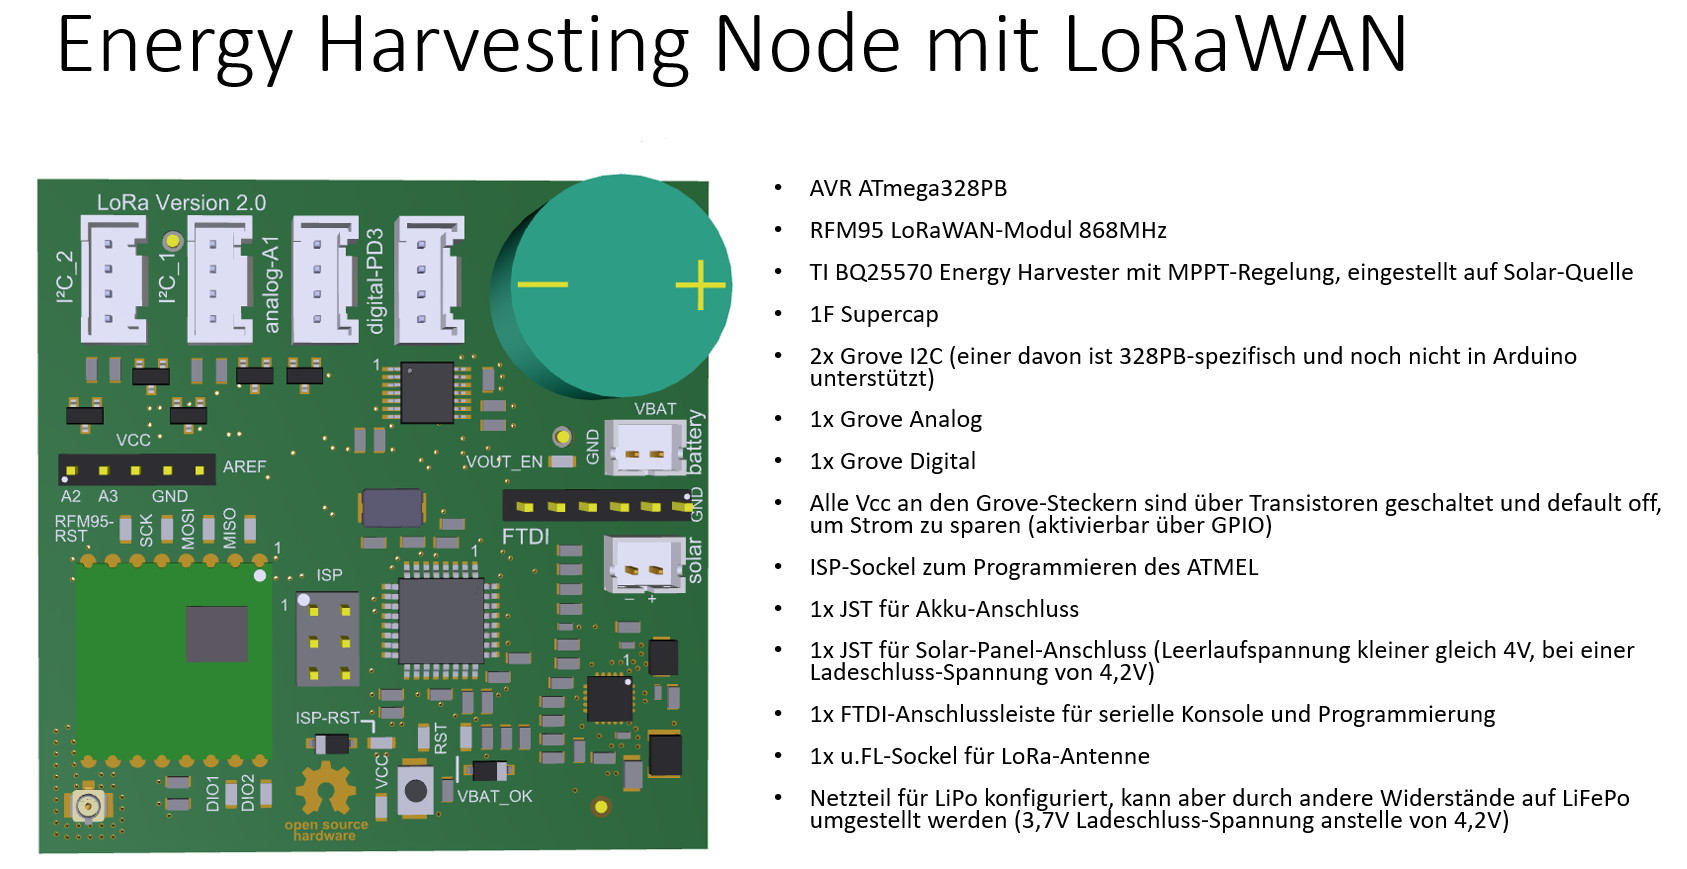 Energy Harvesting Node mit LoRaWAN
LoRa Version 2.0
I²C_2
I²C_1
analog-A1
digital-PD3
1
VCC
AREF
A2 A3 GND
RFM95-
RST
SCK
MOSI
MISO
1
VBAT
GND
battery
VOUT_EN
GND
FTDI
solar
− +
ISP
1
1
1
ISP-RST
VCC
RST
VBAT_OK
DIO1
DIO2
open source
hardware
• AVR ATmega328PB
• RFM95 LoRaWAN-Modul 868MHz
• TI BQ25570 Energy Harvester mit MPPT-Regelung, eingestellt auf Solar-Quelle
• 1F Supercap
• 2x Grove I2C (einer davon ist 328PB-spezifisch und noch nicht in Arduino
unterstützt)
• 1x Grove Analog
• 1x Grove Digital
• Alle Vcc an den Grove-Steckern sind über Transistoren geschaltet und default off,
um Strom zu sparen (aktivierbar über GPIO)
• ISP-Sockel zum Programmieren des ATMEL
• 1x JST für Akku-Anschluss
• 1x JST für Solar-Panel-Anschluss (Leerlaufspannung kleiner gleich 4V, bei einer
Ladeschluss-Spannung von 4,2V)
• 1x FTDI-Anschlussleiste für serielle Konsole und Programmierung
• 1x u.FL-Sockel für LoRa-Antenne
• Netzteil für LiPo konfiguriert, kann aber durch andere Widerstände auf LiFePo
umgestellt werden (3,7V Ladeschluss-Spannung anstelle von 4,2V)